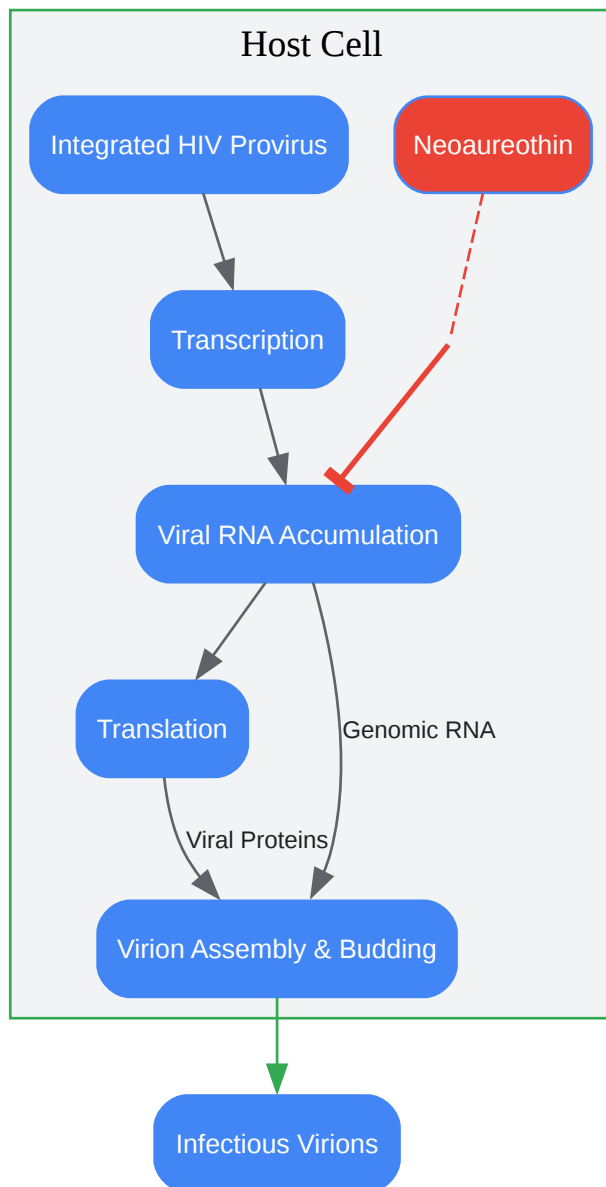 Host Cell
Integrated HIV Provirus
Neoaureothin
Transcription
Viral RNA Accumulation
Translation
Genomic RNA
Viral Proteins
Virion Assembly & Budding
Infectious Virions